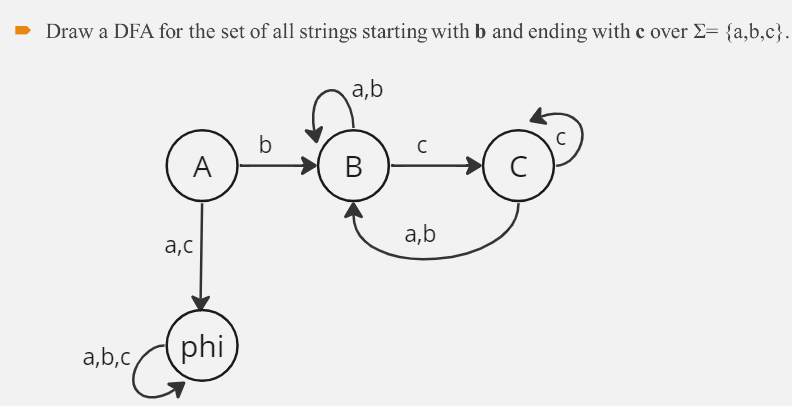 Draw a DFA for the set of all strings starting with b and ending with c over Σ= {a,b,c}.
a,b
b
c
c
A
B
C
a,c
a,b
phi
a,b,c